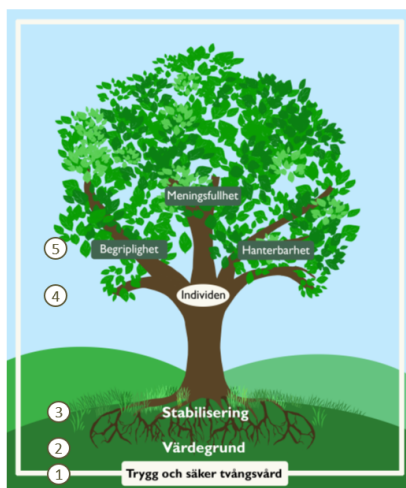 Meningsfullhet
5 Begriplighet Hanterbarhet
4 Individen
3 Stabilisering
2 Värdegrund
1 Trygg och säker tvångsvård